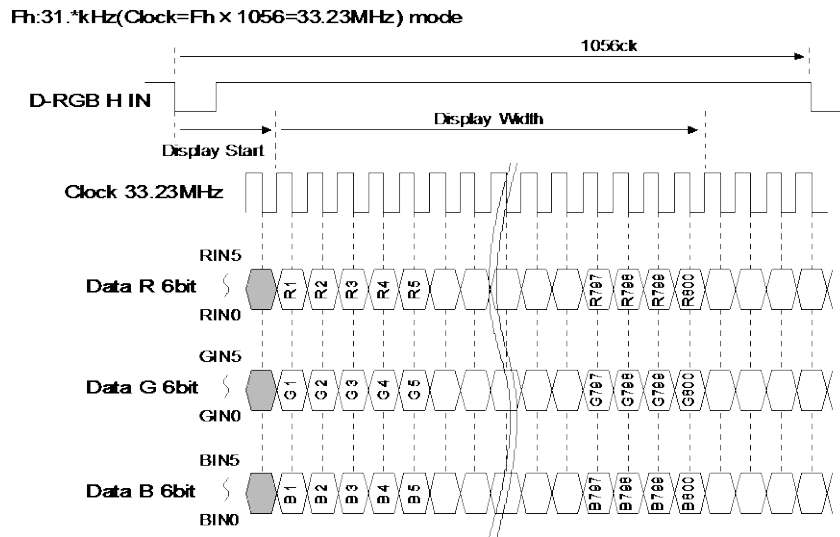 Fh:31.*kHz(Clock=Fh×1056=33.23MHz) mode
1056clk
D-RGB H IN
Display Width
Display Start
Clock 33.23MHz
RIN5
Data R 6bit
RIN0
R1 R2 R3 R4 R5 R797 R798 R799 R800
GIN5
Data G 6bit
GIN0
G1 G2 G3 G4 G5 G797 G798 G799 G800
BIN5
Data B 6bit
BIN0
B1 B2 B3 B4 B5 B797 B798 B799 B800